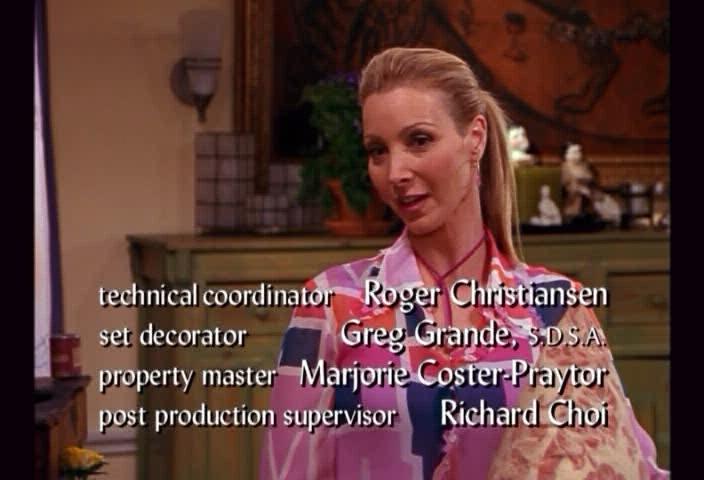 technical coordinator Roger Christiansen
set decorator Greg Grande, S.D.S.A.
property master Marjorie Coster-Praytor
post production supervisor Richard Choi